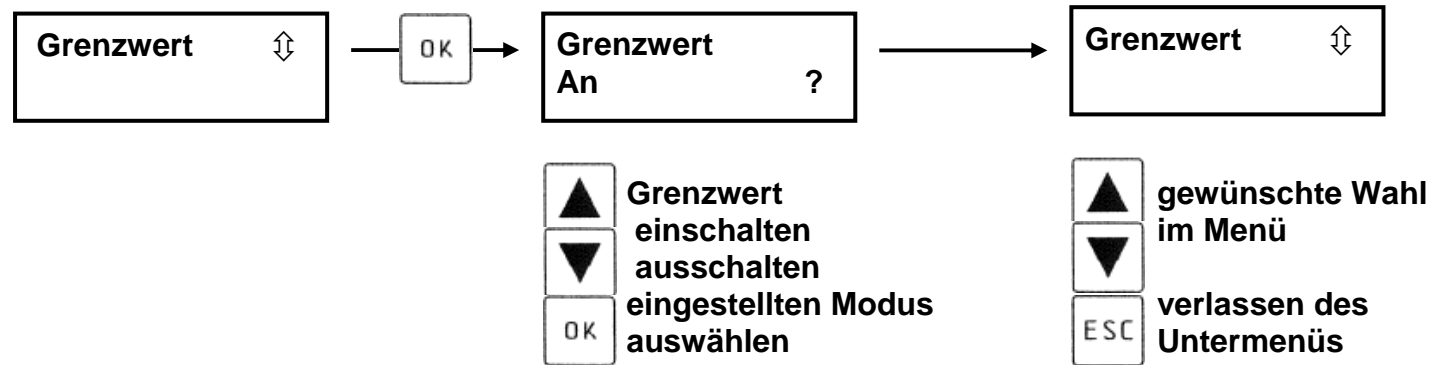 Grenzwert ⇳
OK
Grenzwert
An ?
Grenzwert ⇳
Grenzwert
einschalten
ausschalten
OK eingestellten Modus
auswählen
gewünschte Wahl
im Menü
ESC verlassen des
Untermenüs